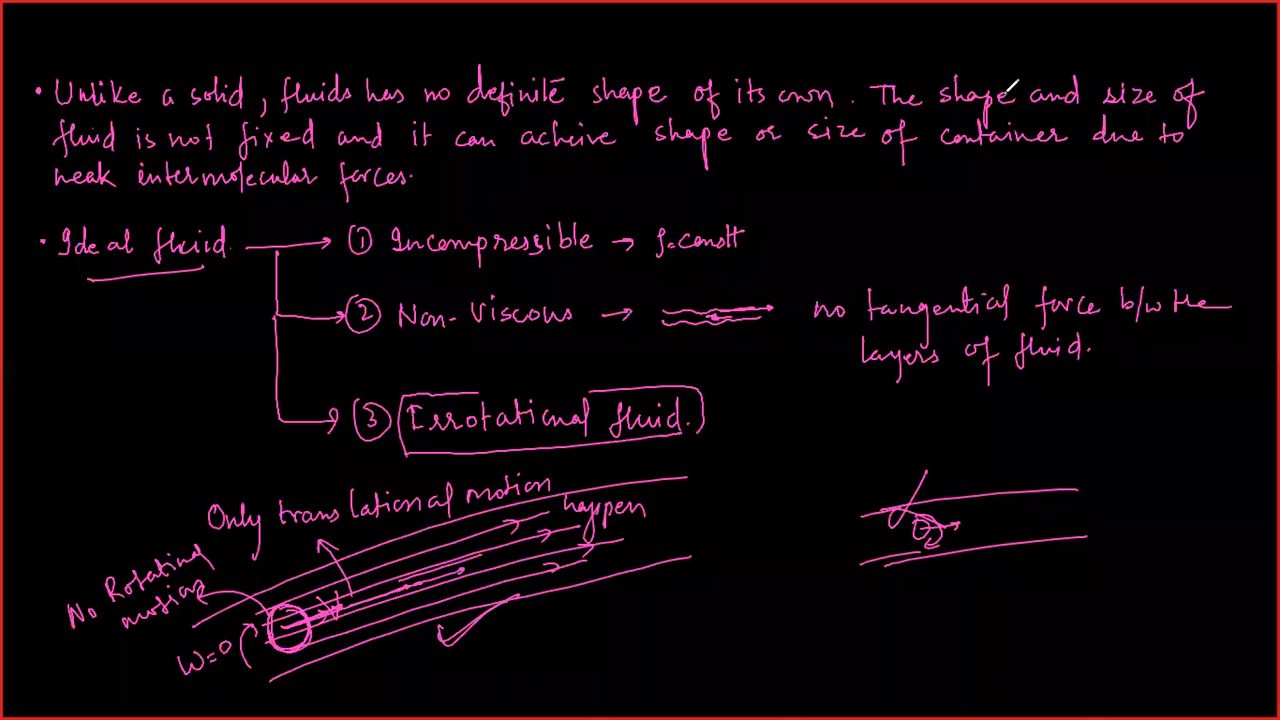 • Unlike a solid, fluids has no definite shape of its own. The shape and size of
fluid is not fixed and it can acheive shape or size of container due to
weak intermolecular forces.
• Ideal fluid → ① Incompressible → ρ-constt
② Non-Viscous → no tangential force b/w the
layers of fluid.
③ Irrotational fluid.
Only translational motion
happen
No Rotating
motion
W=0